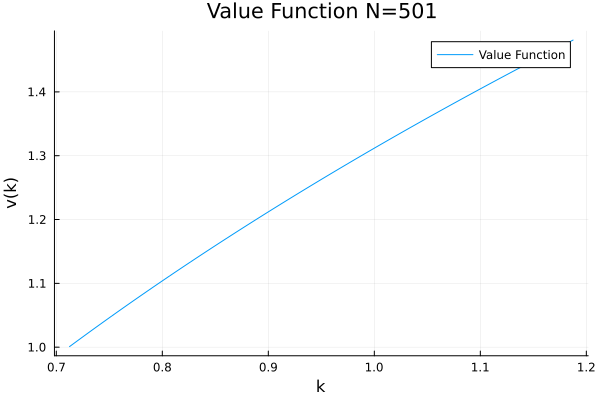 Value Function N=501
Value Function
v(k)
1.4
1.3
1.2
1.1
1.0
0.7 0.8 0.9 1.0 1.1 1.2
k